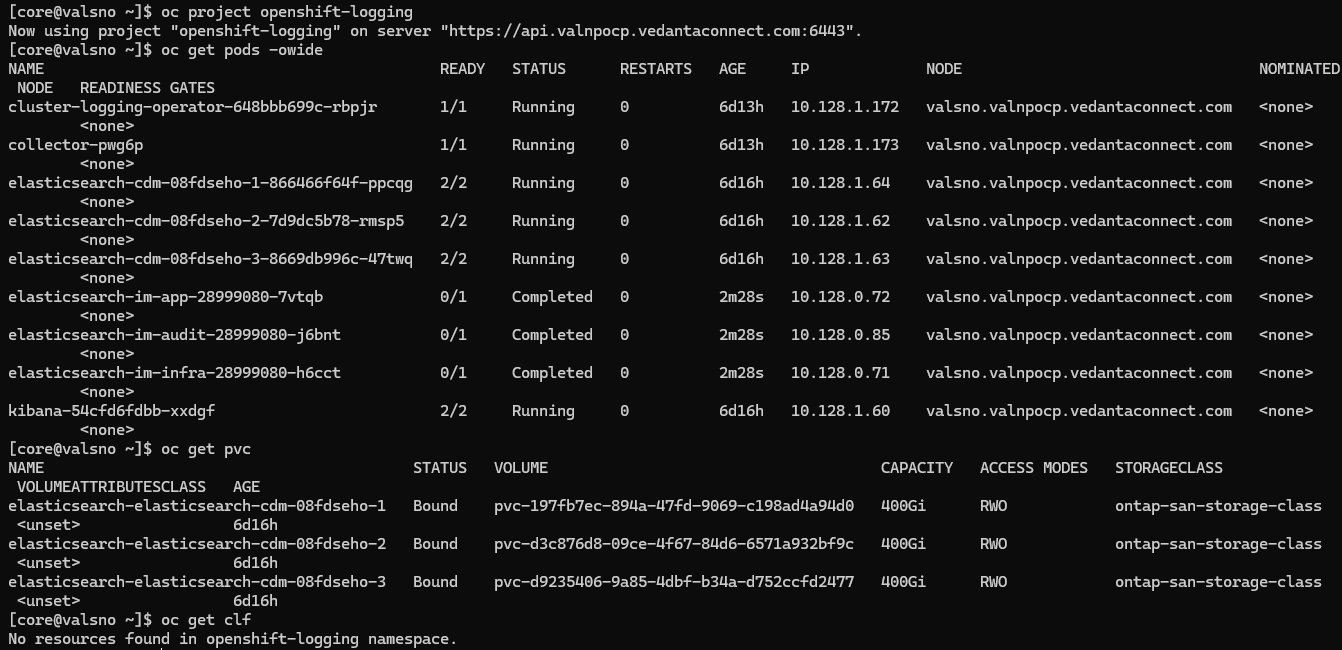 [core@valsno ~]$ oc project openshift-logging
Now using project "openshift-logging" on server "https://api.valnpocp.vedantaconnect.com:6443".
[core@valsno ~]$ oc get pods -owide
NAME                                            READY   STATUS      RESTARTS   AGE     IP             NODE                                 NOMINATED
 NODE   READINESS GATES
cluster-logging-operator-648bbb699c-rbpjr       1/1     Running     0          6d13h   10.128.1.172   valsno.valnpocp.vedantaconnect.com   <none>
        <none>
collector-pwg6p                                 1/1     Running     0          6d13h   10.128.1.173   valsno.valnpocp.vedantaconnect.com   <none>
        <none>
elasticsearch-cdm-08fdseho-1-866466f64f-ppcqg   2/2     Running     0          6d16h   10.128.1.64    valsno.valnpocp.vedantaconnect.com   <none>
        <none>
elasticsearch-cdm-08fdseho-2-7d9dc5b78-rmsp5    2/2     Running     0          6d16h   10.128.1.62    valsno.valnpocp.vedantaconnect.com   <none>
        <none>
elasticsearch-cdm-08fdseho-3-8669db996c-47twq   2/2     Running     0          6d16h   10.128.1.63    valsno.valnpocp.vedantaconnect.com   <none>
        <none>
elasticsearch-im-app-28999080-7vtqb             0/1     Completed   0          2m28s   10.128.0.72    valsno.valnpocp.vedantaconnect.com   <none>
        <none>
elasticsearch-im-audit-28999080-j6bnt           0/1     Completed   0          2m28s   10.128.0.85    valsno.valnpocp.vedantaconnect.com   <none>
        <none>
elasticsearch-im-infra-28999080-h6cct           0/1     Completed   0          2m28s   10.128.0.71    valsno.valnpocp.vedantaconnect.com   <none>
        <none>
kibana-54cfd6fdbb-xxdgf                         2/2     Running     0          6d16h   10.128.1.60    valsno.valnpocp.vedantaconnect.com   <none>
        <none>
[core@valsno ~]$ oc get pvc
NAME                                         STATUS   VOLUME                                     CAPACITY   ACCESS MODES   STORAGECLASS
 VOLUMEATTRIBUTESCLASS   AGE
elasticsearch-elasticsearch-cdm-08fdseho-1   Bound    pvc-197fb7ec-894a-47fd-9069-c198ad4a94d0   400Gi      RWO            ontap-san-storage-class
 <unset>                 6d16h
elasticsearch-elasticsearch-cdm-08fdseho-2   Bound    pvc-d3c876d8-09ce-4f67-84d6-6571a932bf9c   400Gi      RWO            ontap-san-storage-class
 <unset>                 6d16h
elasticsearch-elasticsearch-cdm-08fdseho-3   Bound    pvc-d9235406-9a85-4dbf-b34a-d752ccfd2477   400Gi      RWO            ontap-san-storage-class
 <unset>                 6d16h
[core@valsno ~]$ oc get clf
No resources found in openshift-logging namespace.